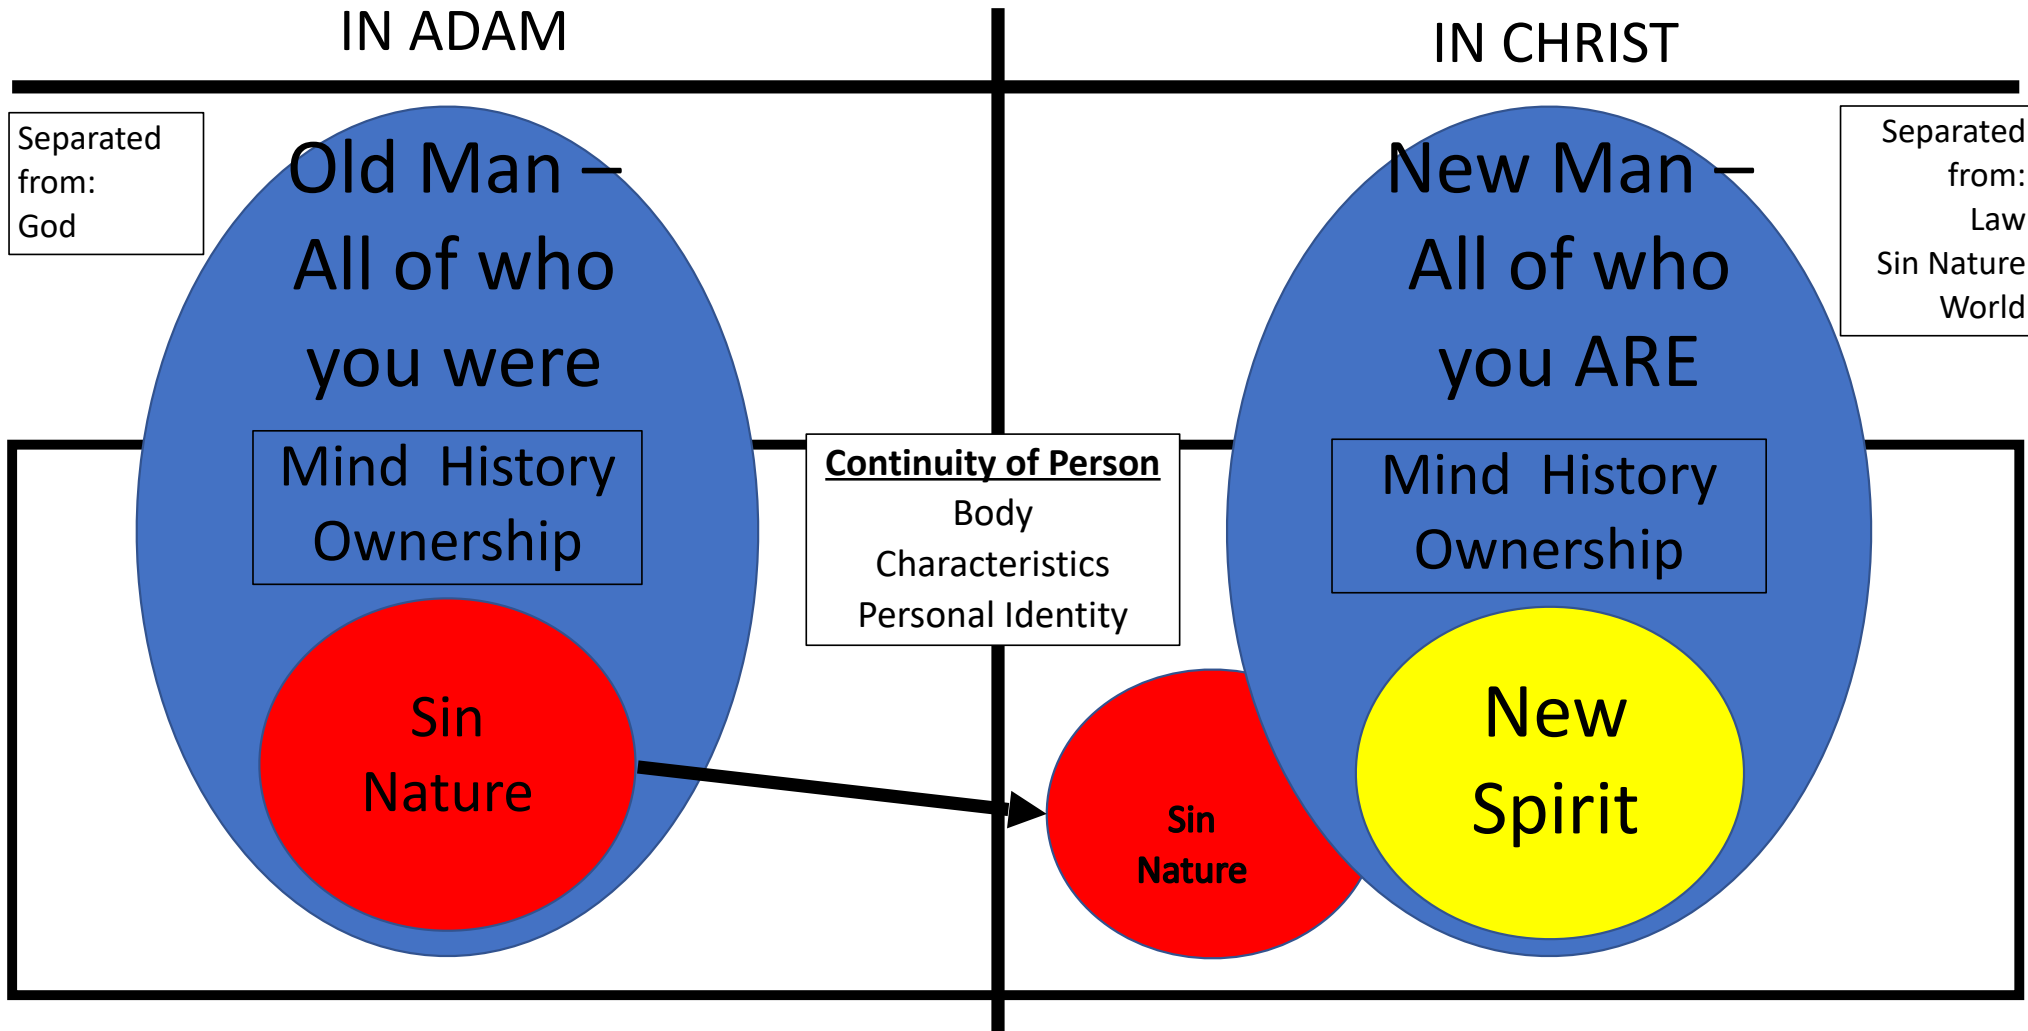 IN ADAM
IN CHRIST
Separated
from:
God
Old Man –
All of who
you were
Mind  History
Ownership
Sin
Nature
Continuity of Person
Body
Characteristics
Personal Identity
New Man –
All of who
you ARE
Mind  History
Ownership
Sin
Nature
New
Spirit
Separated
from:
Law
Sin Nature
World